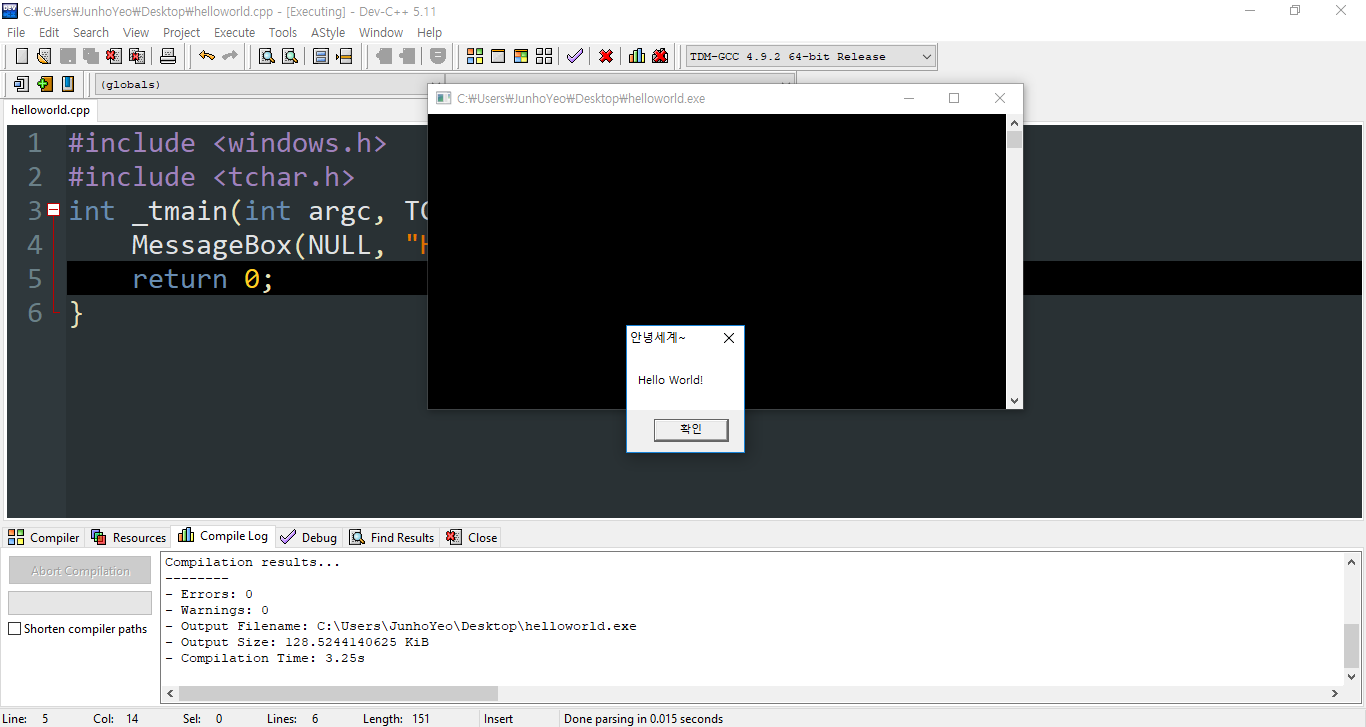 C:₩Users₩JunhoYeo₩Desktop₩helloworld.cpp - [Executing] - Dev-C++ 5.11
File Edit Search View Project Execute Tools AStyle Window Help
TDM-GCC 4.9.2 64-bit Release
(globals)
helloworld.cpp
C:₩Users₩JunhoYeo₩Desktop₩helloworld.exe
1 #include <windows.h>
2 #include <tchar.h>
3 int _tmain(int argc, TC
4 MessageBox(NULL, "H
5 return 0;
6 }
안녕세계~
Hello World!
확인
Compiler Resources Compile Log Debug Find Results Close
Abort Compilation
Shorten compiler paths
Compilation results...
--------
- Errors: 0
- Warnings: 0
- Output Filename: C:\Users\JunhoYeo\Desktop\helloworld.exe
- Output Size: 128.5244140625 KiB
- Compilation Time: 3.25s
Line: 5 Col: 14 Sel: 0 Lines: 6 Length: 151 Insert Done parsing in 0.015 seconds